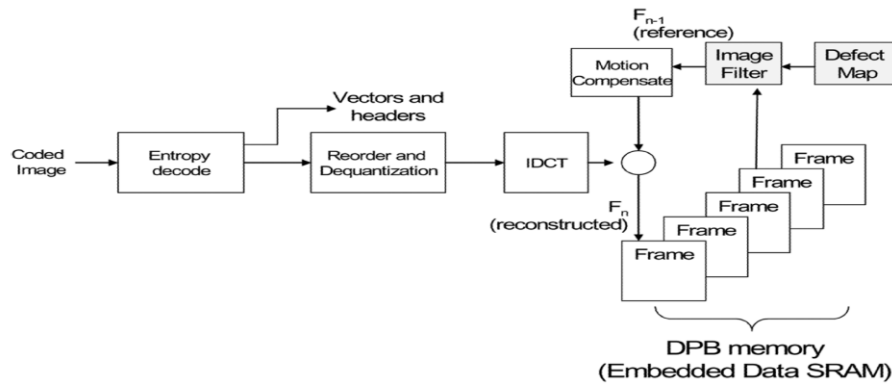 F n-1
(reference)
Motion
Compensate
Image
Filter
Defect
Map
Vectors and
headers
Coded
Image
Entropy
decode
Reorder and
Dequantization
IDCT
F n
(reconstructed)
Frame
Frame
Frame
Frame
Frame
DPB memory
(Embedded Data SRAM)